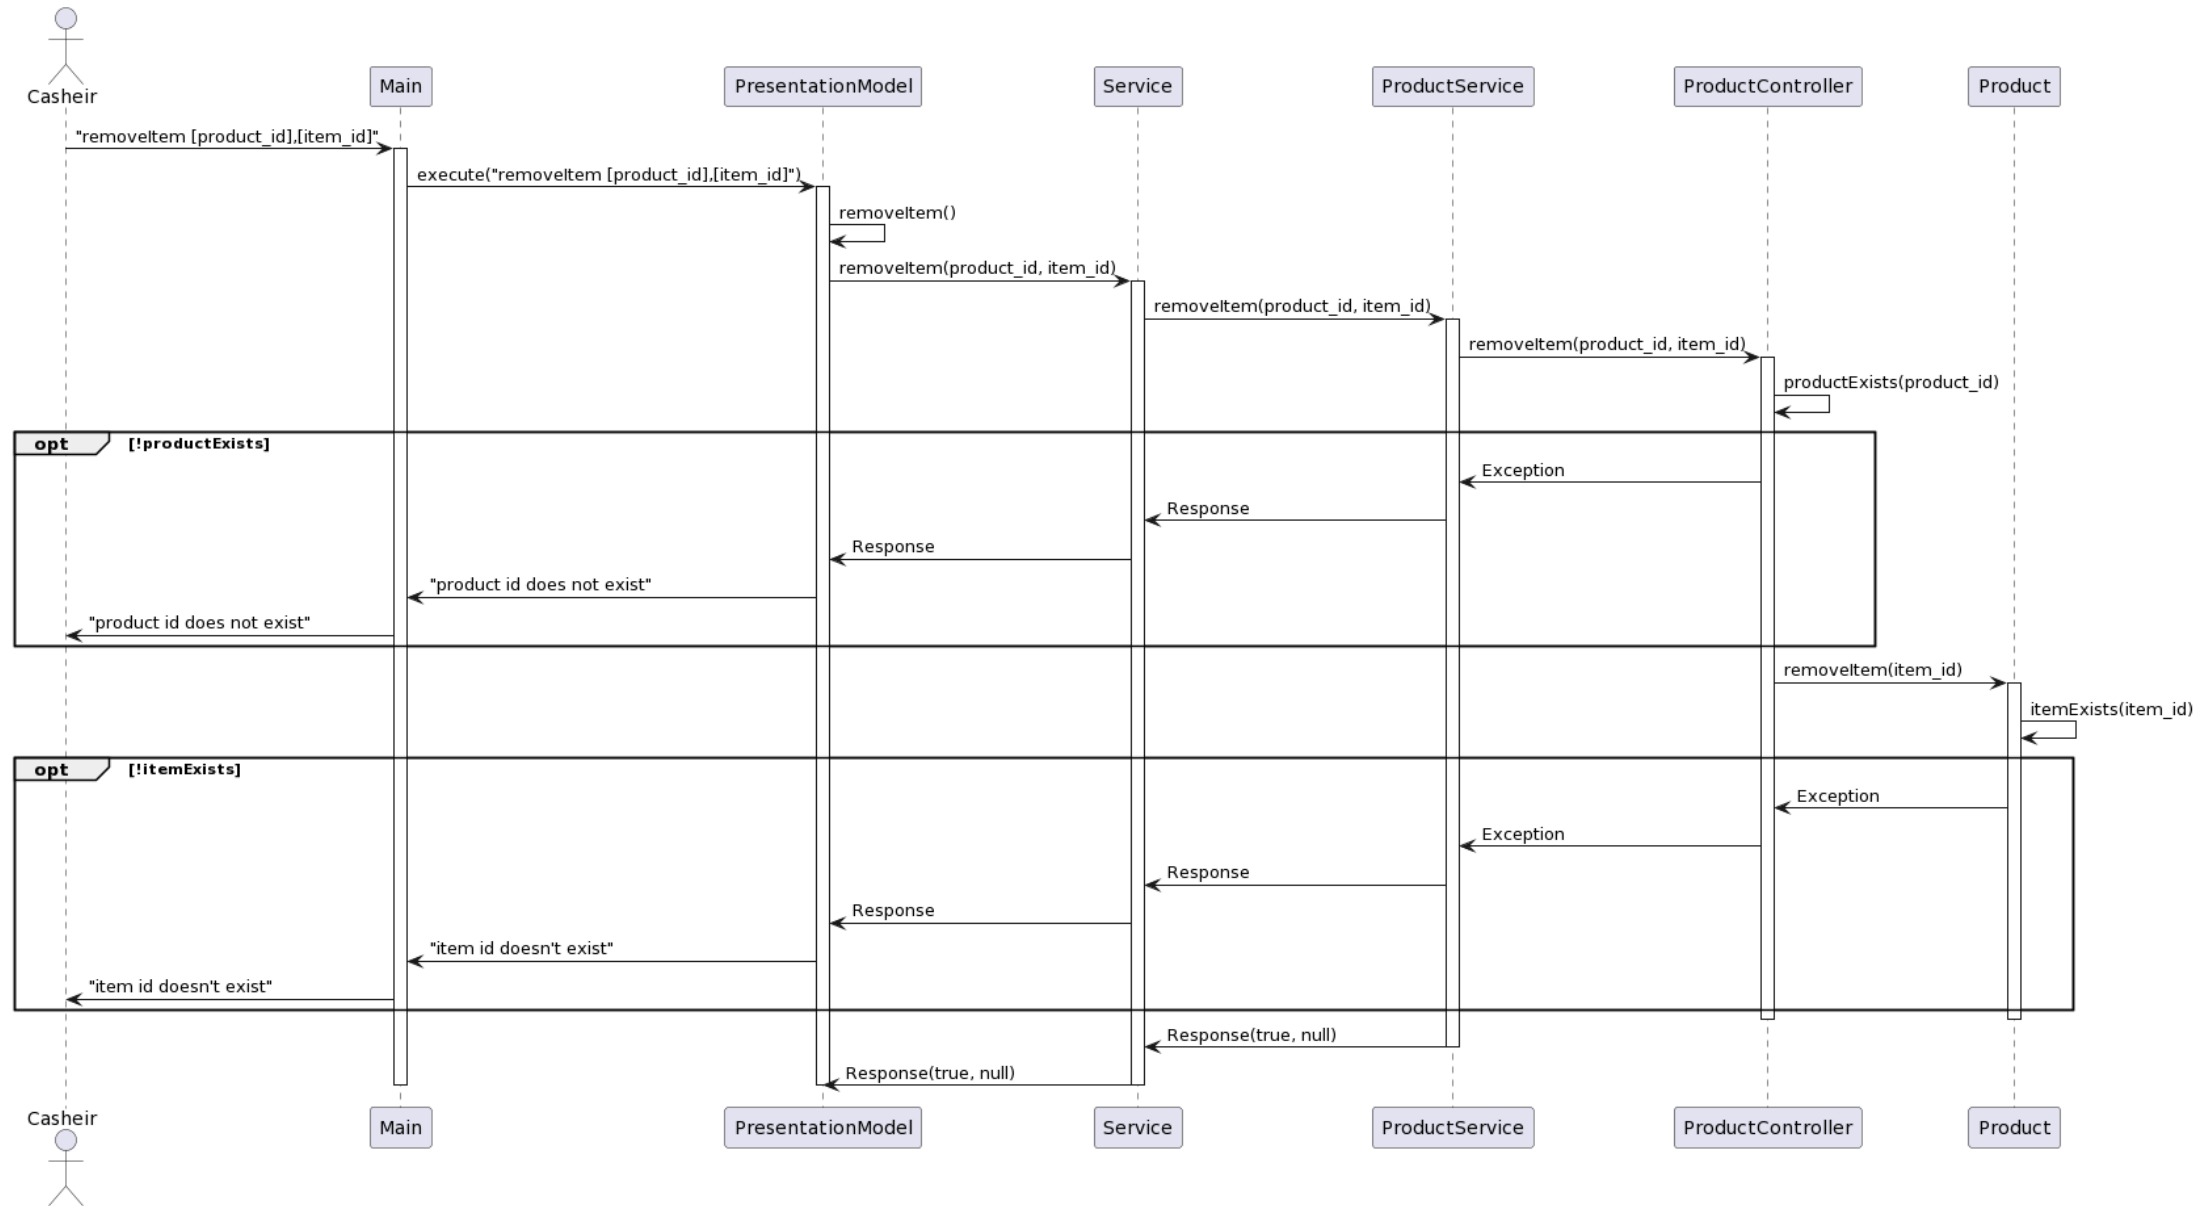 Casheir
Main
PresentationModel
Service
ProductService
ProductController
Product
"removeItem [product_id],[item_id]"
execute("removeItem [product_id],[item_id]")
removeItem()
removeItem(product_id, item_id)
removeItem(product_id, item_id)
removeItem(product_id, item_id)
productExists(product_id)
opt [!productExists]
Exception
Response
Response
"product id does not exist"
"product id does not exist"
removeItem(item_id)
itemExists(item_id)
opt [!itemExists]
Exception
Exception
Response
Response
"item id doesn't exist"
"item id doesn't exist"
Response(true, null)
Response(true, null)
Casheir
Main
PresentationModel
Service
ProductService
ProductController
Product